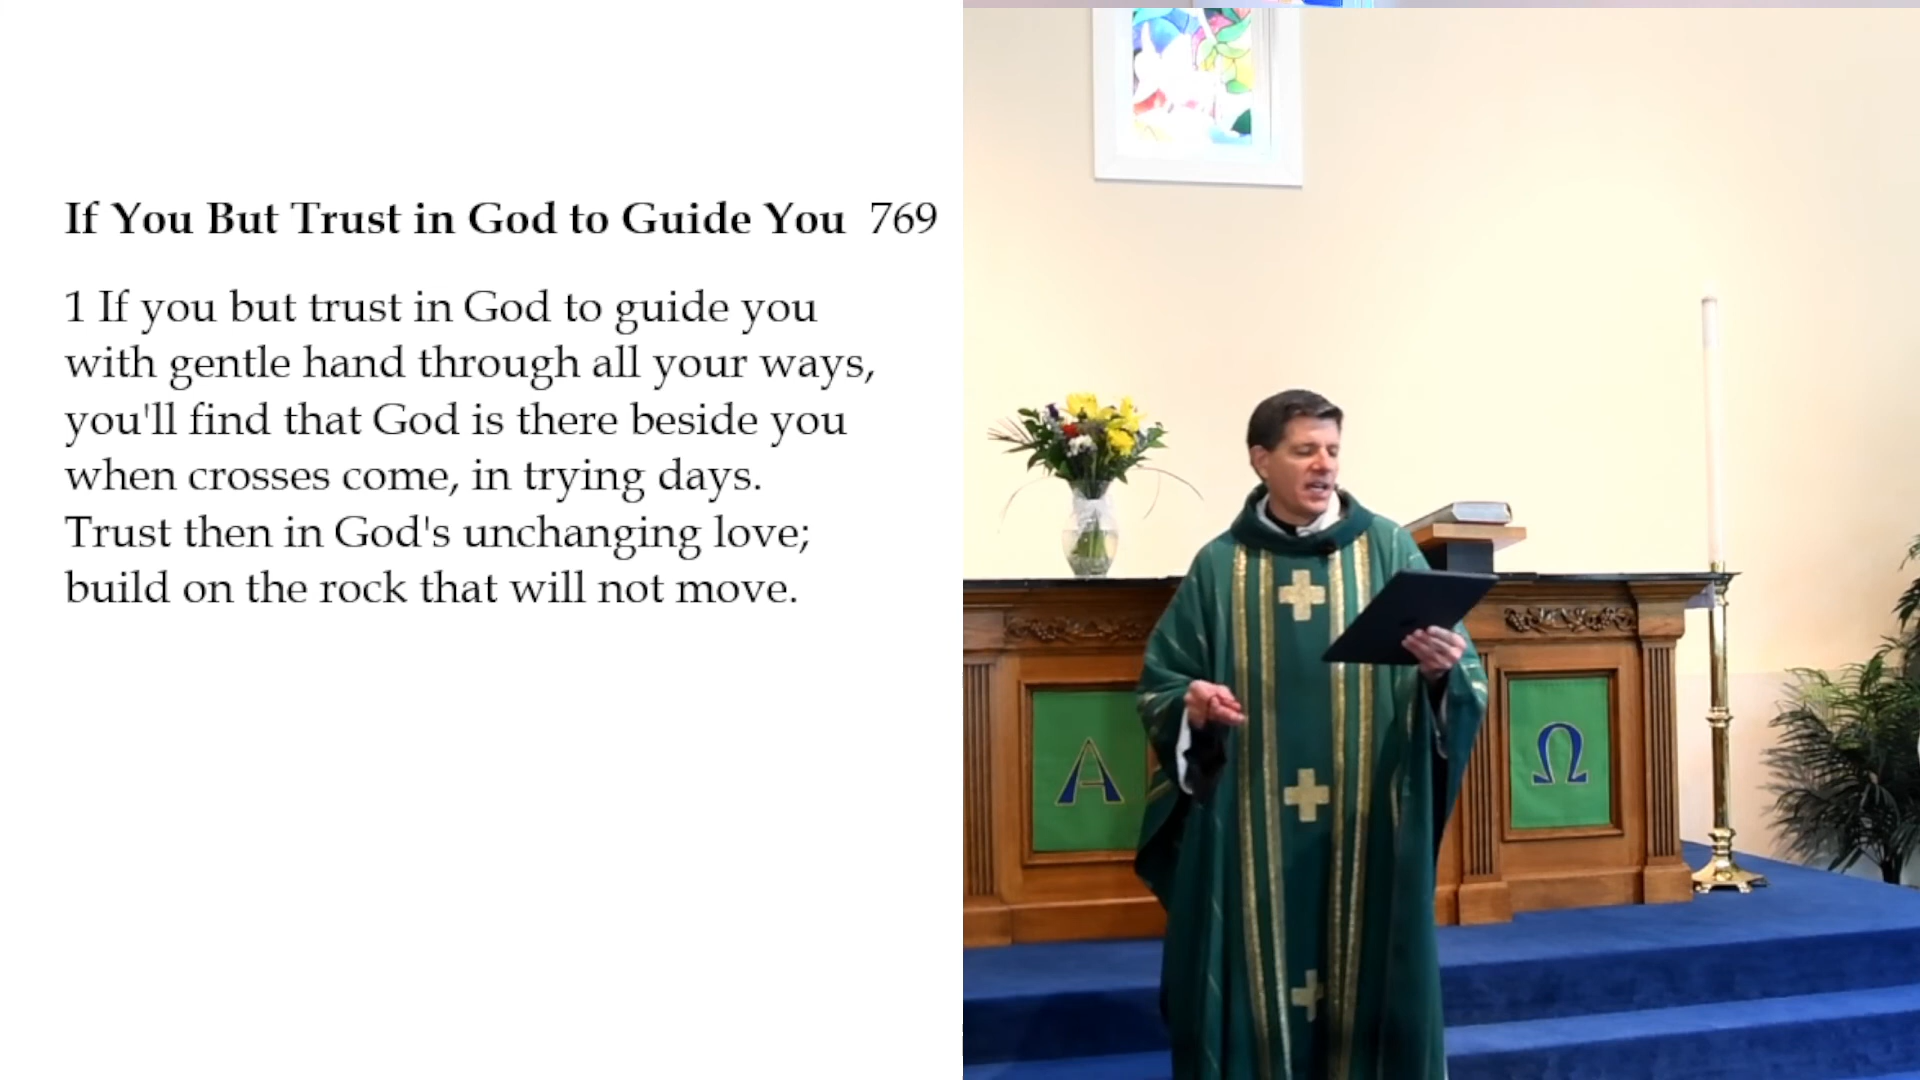 If You But Trust in God to Guide You 769
1 If you but trust in God to guide you
with gentle hand through all your ways,
you'll find that God is there beside you
when crosses come, in trying days.
Trust then in God's unchanging love;
build on the rock that will not move.
Α
Ω